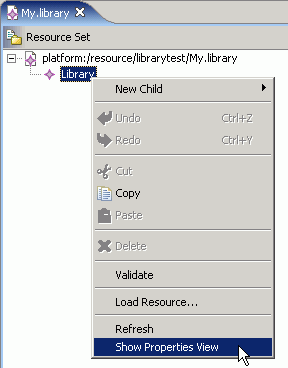 My.library
Resource Set
platform:/resource/librarytest/My.library
Library
New Child
Undo Ctrl+Z
Redo Ctrl+Y
Cut
Copy
Paste
Delete
Validate
Load Resource...
Refresh
Show Properties View